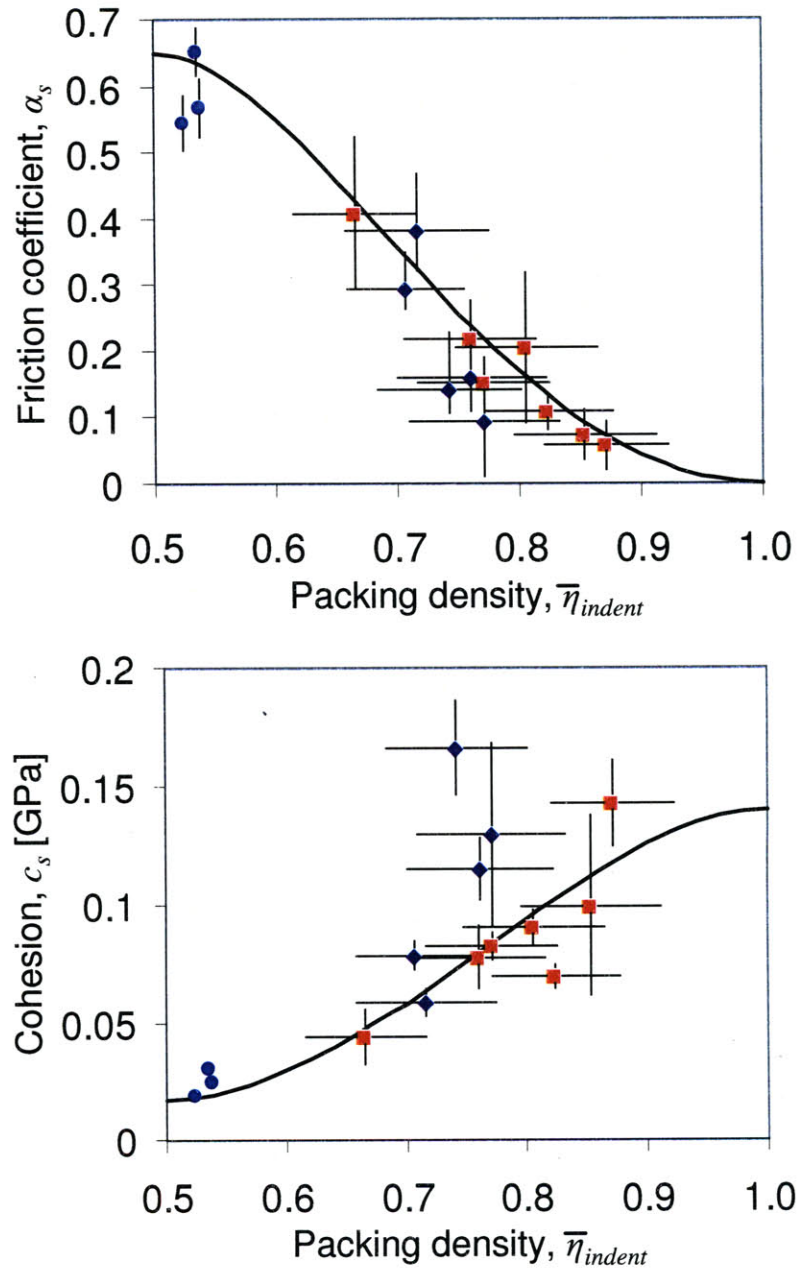 Friction coefficient, αs
0.7
0.6
0.5
0.4
0.3
0.2
0.1
0
0.5 0.6 0.7 0.8 0.9 1.0
Packing density, η̅indent
Cohesion, cs [GPa]
0.2
0.15
0.1
0.05
0
0.5 0.6 0.7 0.8 0.9 1.0
Packing density, η̅indent